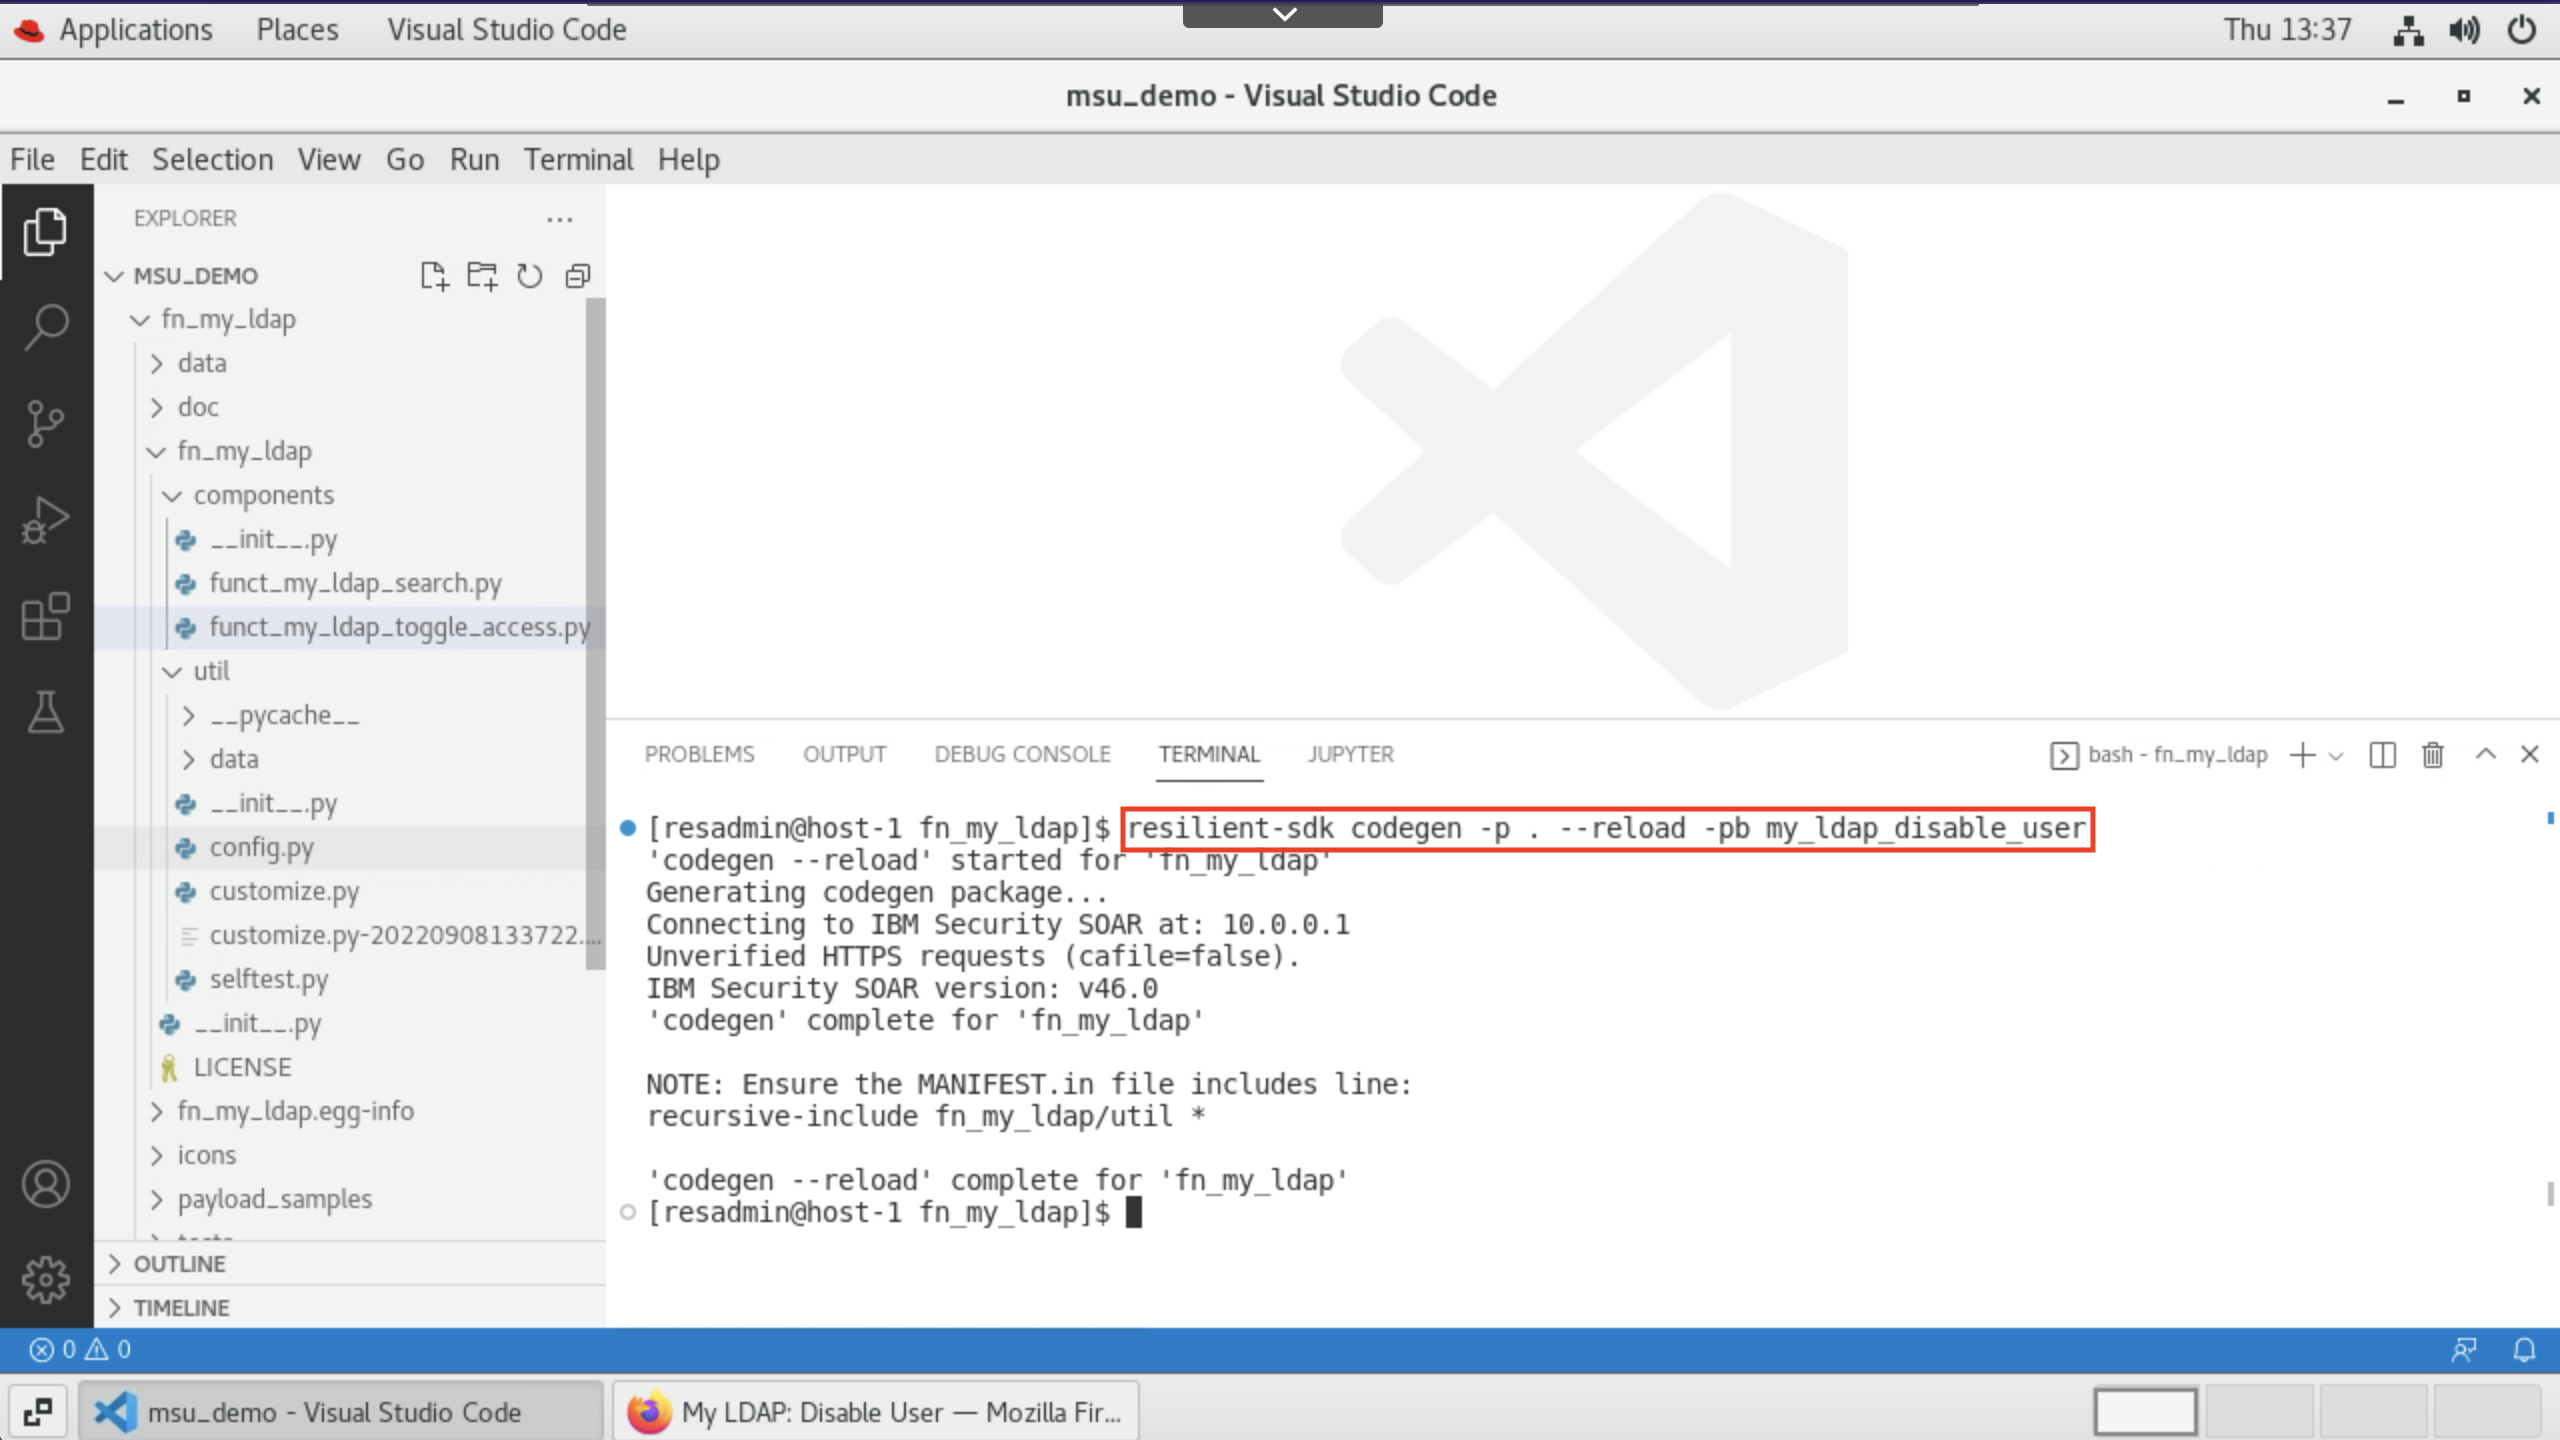 Applications Places Visual Studio Code Thu 13:37
msu_demo - Visual Studio Code
File Edit Selection View Go Run Terminal Help
EXPLORER ...
MSU_DEMO
fn_my_ldap
data
doc
fn_my_ldap
components
__init__.py
funct_my_ldap_search.py
funct_my_ldap_toggle_access.py
util
__pycache__
data
__init__.py
config.py
customize.py
customize.py-20220908133722....
selftest.py
__init__.py
LICENSE
fn_my_ldap.egg-info
icons
payload_samples
OUTLINE
TIMELINE
PROBLEMS OUTPUT DEBUG CONSOLE TERMINAL JUPYTER bash - fn_my_ldap
[resadmin@host-1 fn_my_ldap]$ resilient-sdk codegen -p . --reload -pb my_ldap_disable_user
'codegen --reload' started for 'fn_my_ldap'
Generating codegen package...
Connecting to IBM Security SOAR at: 10.0.0.1
Unverified HTTPS requests (cafile=false).
IBM Security SOAR version: v46.0
'codegen' complete for 'fn_my_ldap'
NOTE: Ensure the MANIFEST.in file includes line:
recursive-include fn_my_ldap/util *
'codegen --reload' complete for 'fn_my_ldap'
[resadmin@host-1 fn_my_ldap]$
0 0
msu_demo - Visual Studio Code My LDAP: Disable User — Mozilla Fir...